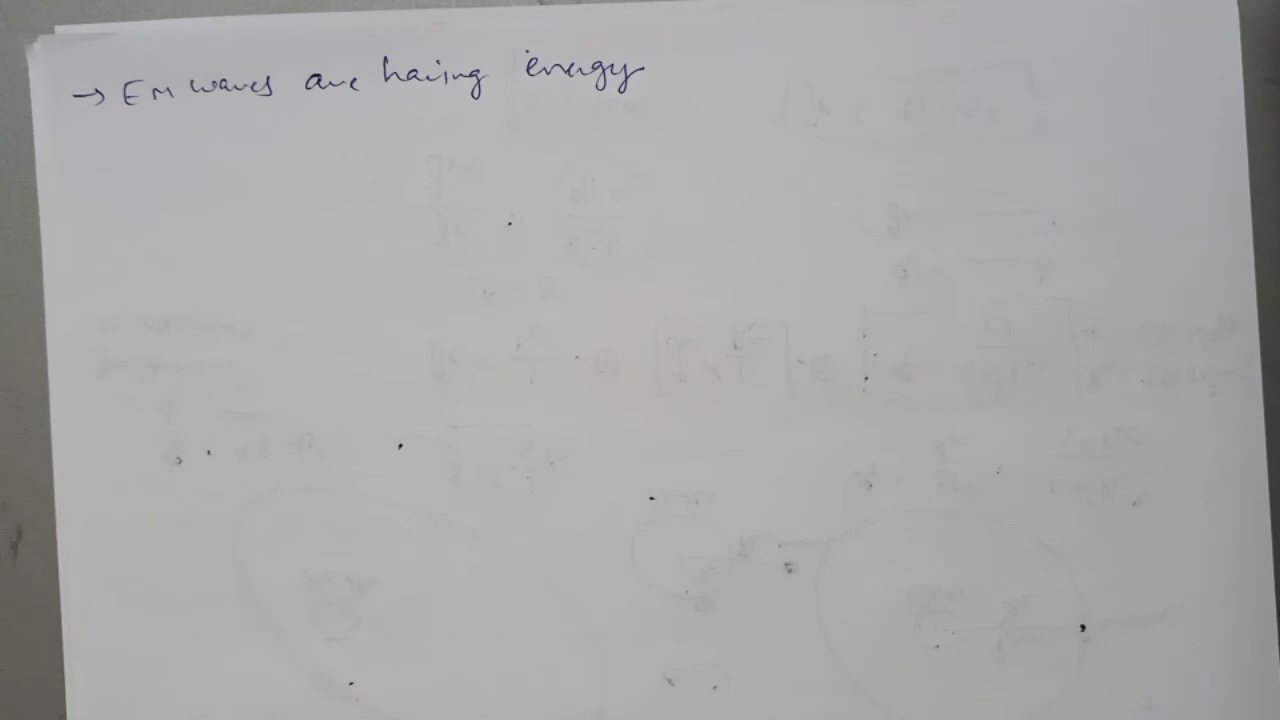 → EM waves are having energy